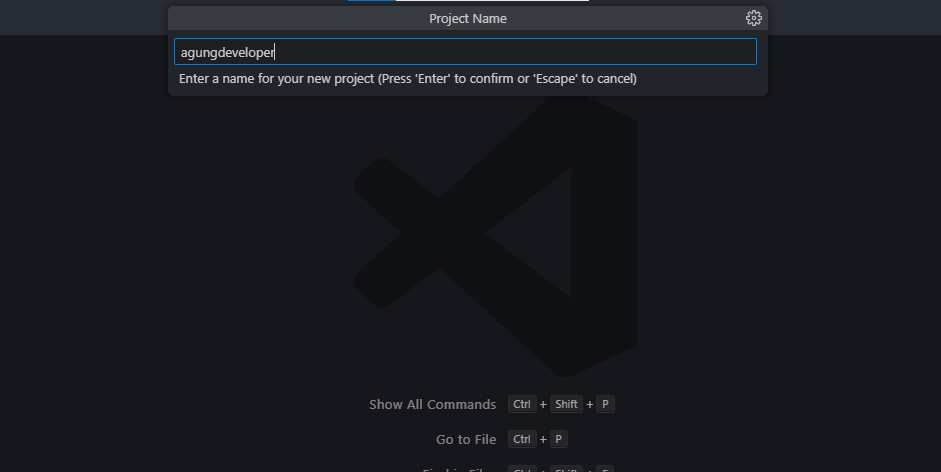 Project Name
agungdeveloper
Enter a name for your new project (Press 'Enter' to confirm or 'Escape' to cancel)
Show All Commands Ctrl + Shift + P
Go to File Ctrl + P